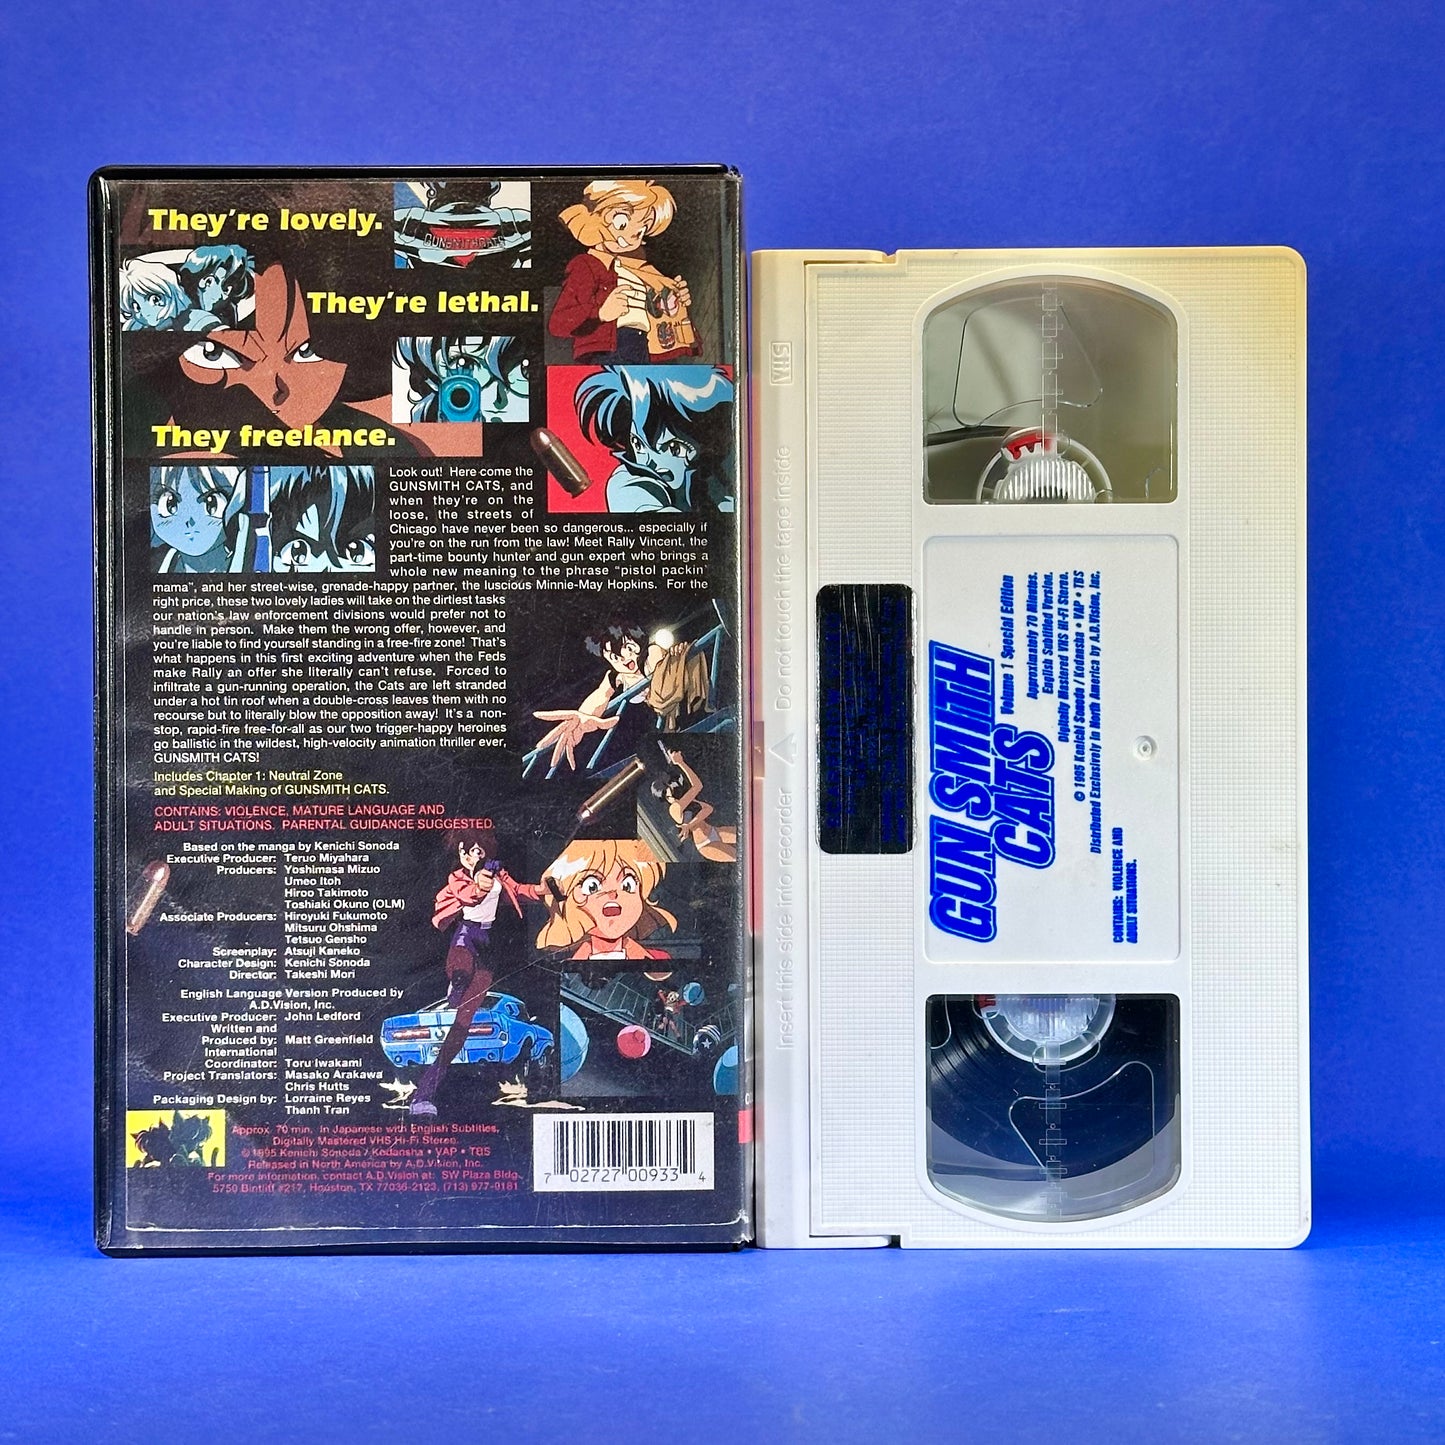 They're lovely.
GUNSMITHCATS
They're lethal.
They freelance.
Look out! Here come the
GUNSMITH CATS, and
when they're on the
loose, the streets of
Chicago have never been so dangerous... especially if
you're on the run from the law! Meet Rally Vincent, the
part-time bounty hunter and gun expert who brings a
whole new meaning to the phrase "pistol packin'
mama", and her street-wise, grenade-happy partner, the luscious Minnie-May Hopkins. For the
right price, these two lovely ladies will take on the dirtiest tasks
our nation's law enforcement divisions would prefer not to
handle in person. Make them the wrong offer, however, and
you're liable to find yourself standing in a free-fire zone! That's
what happens in this first exciting adventure when the Feds
make Rally an offer she literally can't refuse. Forced to
infiltrate a gun-running operation, the Cats are left stranded
under a hot tin roof when a double-cross leaves them with no
recourse but to literally blow the opposition away! It's a non-
stop, rapid-fire free-for-all as our two trigger-happy heroines
go ballistic in the wildest, high-velocity animation thriller ever,
GUNSMITH CATS!
Includes Chapter 1: Neutral Zone
and Special Making of GUNSMITH CATS.
CONTAINS: VIOLENCE, MATURE LANGUAGE AND
ADULT SITUATIONS. PARENTAL GUIDANCE SUGGESTED.
Based on the manga by Kenichi Sonoda
Executive Producer: Teruo Miyahara
Producers: Yoshimasa Mizuo
Umeo Itoh
Hiroo Takimoto
Toshiaki Okuno (OLM)
Associate Producers: Hiroyuki Fukumoto
Mitsuru Ohshima
Tetsuo Gensho
Screenplay: Atsuji Kaneko
Character Design: Kenichi Sonoda
Director: Takeshi Mori
English Language Version Produced by
A.D.Vision, Inc.
Executive Producer: John Ledford
Written and
Produced by: Matt Greenfield
International
Coordinator: Toru Iwakami
Project Translators: Masako Arakawa
Chris Hutts
Packaging Design by: Lorraine Reyes
Thanh Tran
Approx. 70 min. In Japanese with English Subtitles.
Digitally Mastered VHS Hi-Fi Stereo.
© 1995 Kenichi Sonoda / Kodansha • VAP • TBS
Released in North America by A.D.Vision, Inc.
For more information, contact A.D.Vision at: SW Plaza Bldg.,
5750 Bintliff #217, Houston, TX 77036-2123, (713) 977-9181
7 02727 00933 4
VHS
Do not touch the tape inside
Insert this side into recorder
GUN SMITH
CATS
Volume 1 Special Edition
Approximately 70 Minutes.
English Subtitled Version.
Digitally Mastered VHS Hi-Fi Stereo.
© 1995 Kenichi Sonoda / Kodansha • VAP • TBS
Distributed Exclusively in North America by A.D.Vision, Inc.
CONTAINS: VIOLENCE AND
ADULT SITUATIONS.